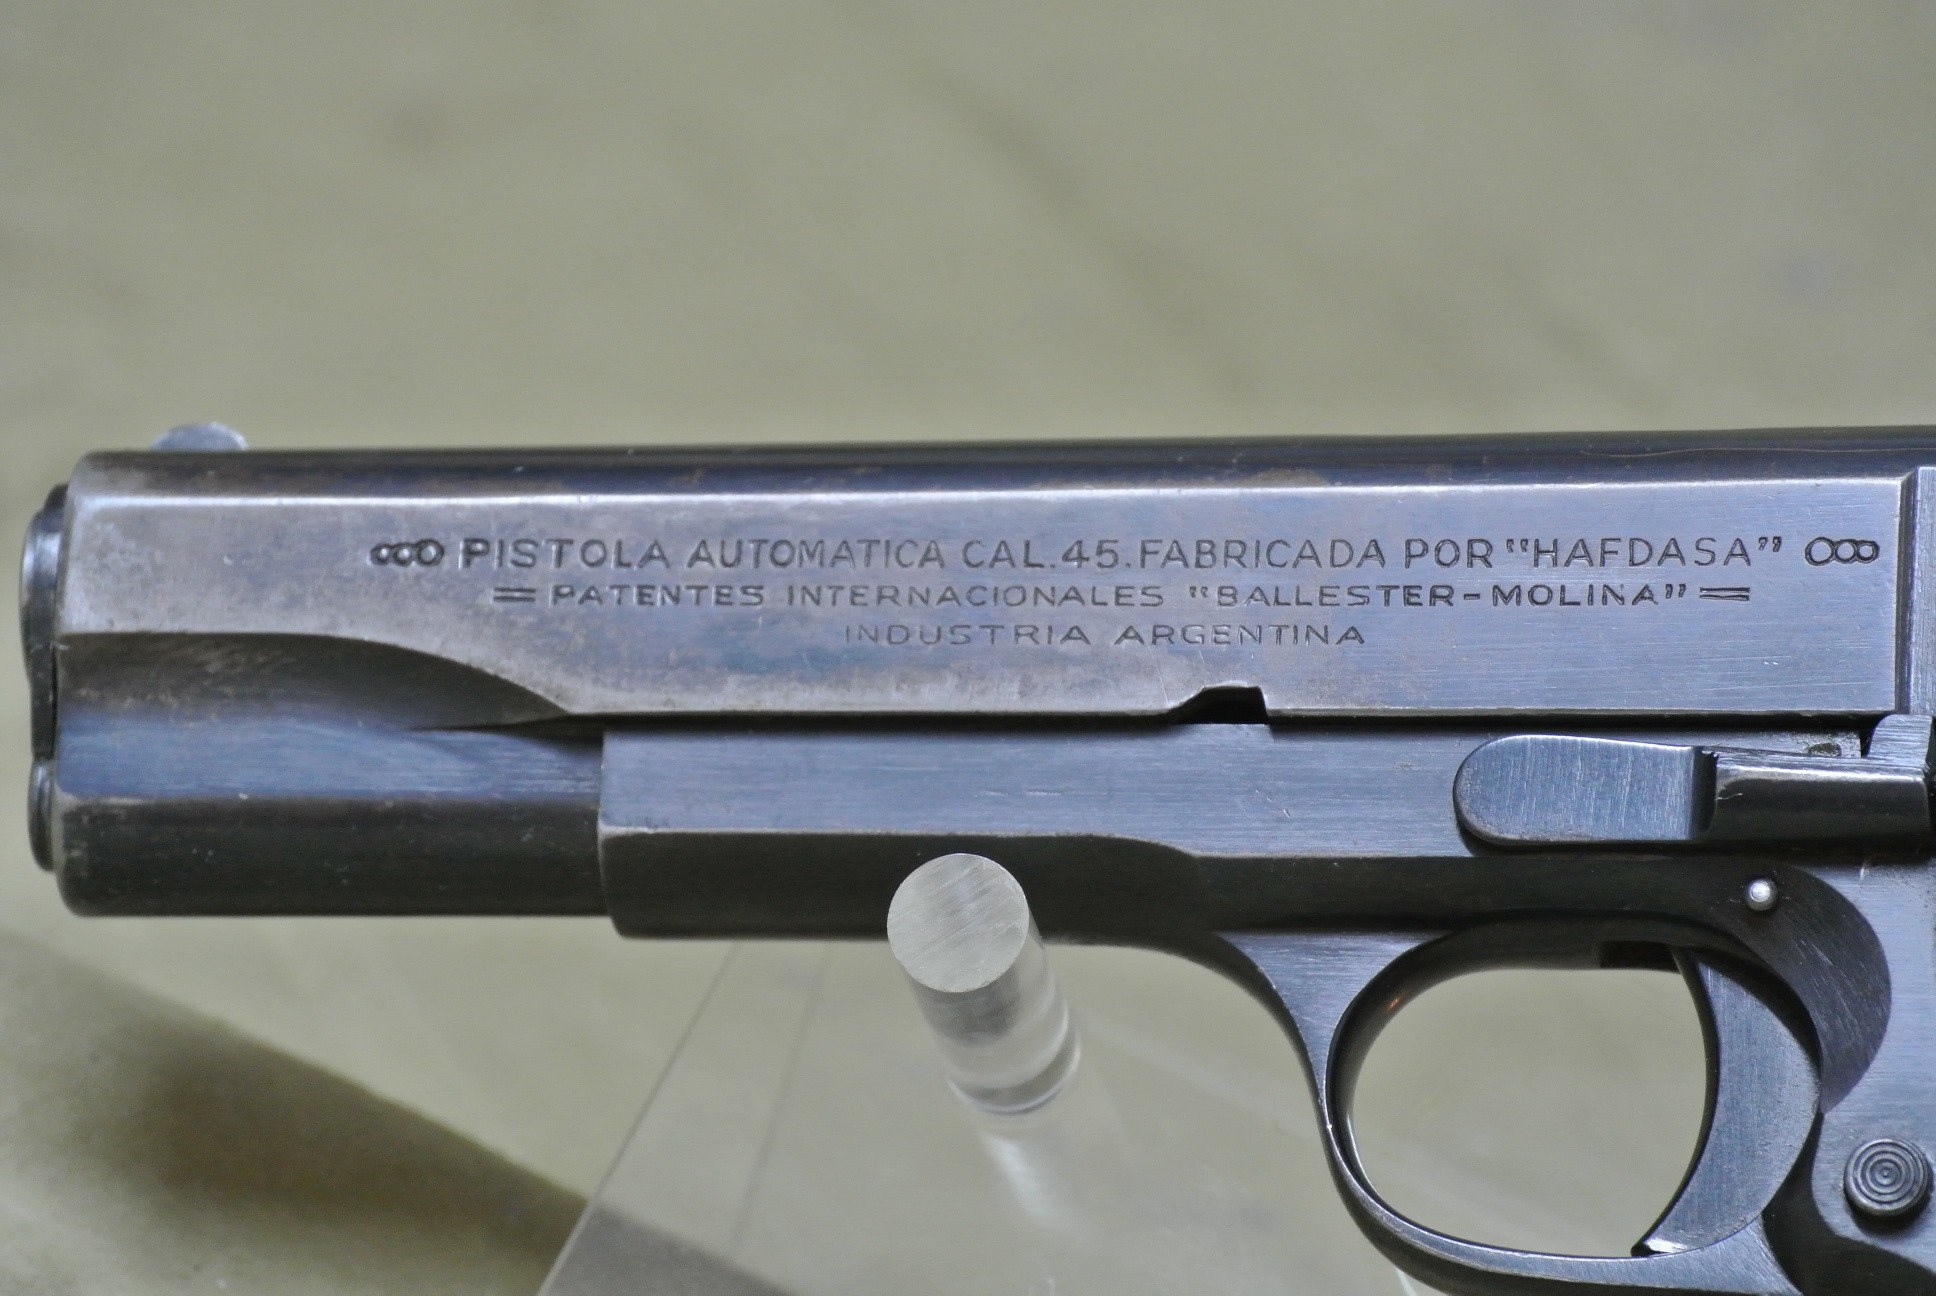 PISTOLA AUTOMATICA CAL.45.FABRICADA POR "HAFDASA"
=PATENTES INTERNACIONALES "BALLESTER-MOLINA"=
INDUSTRIA ARGENTINA